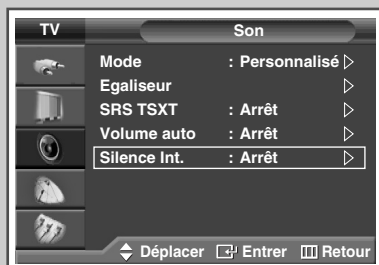 TV Son
Mode : Personnalisé
Egaliseur
SRS TSXT : Arrêt
Volume auto : Arrêt
Silence Int. : Arrêt
Déplacer Entrer Retour